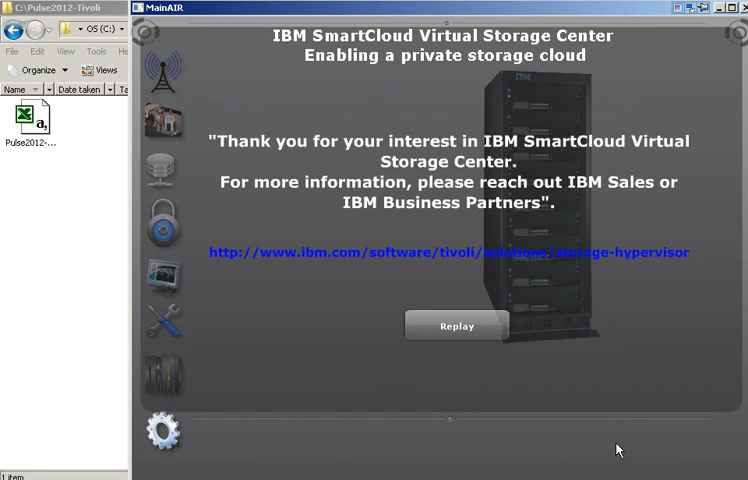 C:\Pulse2012-Tivoli
OS (C:)
File
Edit
View
Tools
Organize
Views
Name
Date taken
Ta
a,
Pulse2012-...
1 item
MainAIR
IBM SmartCloud Virtual Storage Center
Enabling a private storage cloud
IBM
"Thank you for your interest in IBM SmartCloud Virtual
Storage Center.
For more information, please reach out IBM Sales or
IBM Business Partners".
http://www.ibm.com/software/tivoli/solutions/storage-hypervisor
Replay